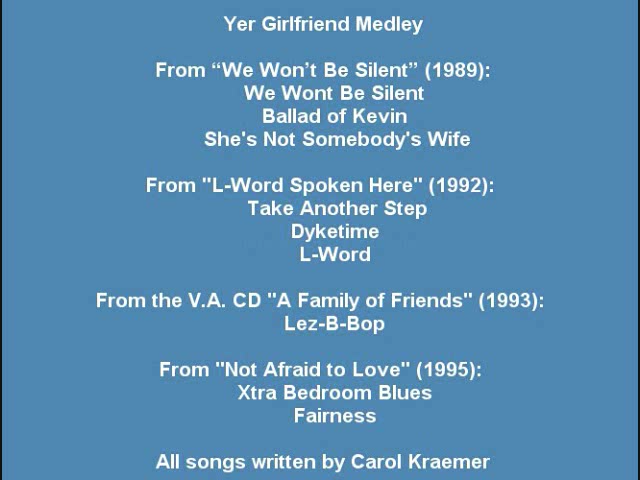 Yer Girlfriend Medley
From “We Won’t Be Silent” (1989):
We Wont Be Silent
Ballad of Kevin
She's Not Somebody's Wife
From "L-Word Spoken Here" (1992):
Take Another Step
Dyketime
L-Word
From the V.A. CD "A Family of Friends" (1993):
Lez-B-Bop
From "Not Afraid to Love" (1995):
Xtra Bedroom Blues
Fairness
All songs written by Carol Kraemer